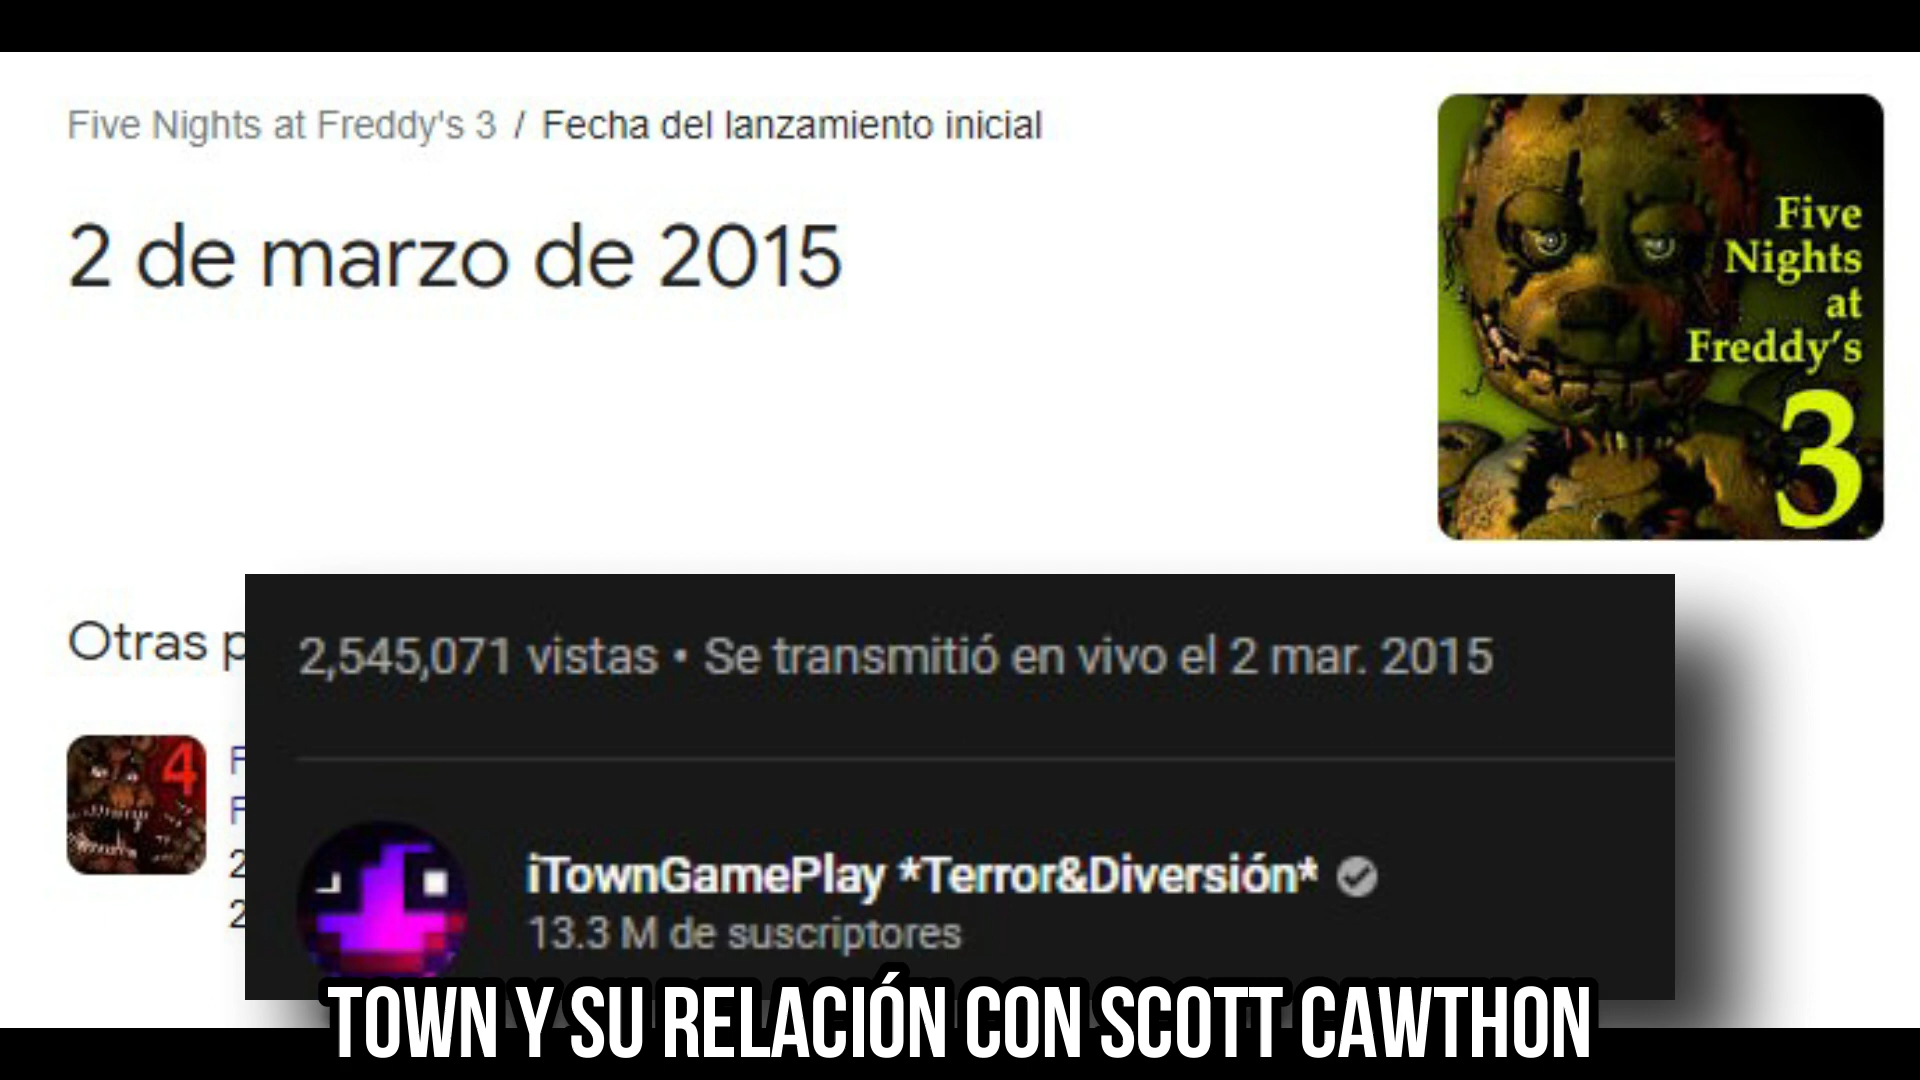 Five Nights at Freddy's 3 / Fecha del lanzamiento inicial
2 de marzo de 2015
Five
Nights
at
Freddy's
3
Otras
4
2,545,071 vistas • Se transmitió en vivo el 2 mar. 2015
iTownGamePlay *Terror&Diversión*
13.3 M de suscriptores
TOWN Y SU RELACIÓN CON SCOTT CAWTHON